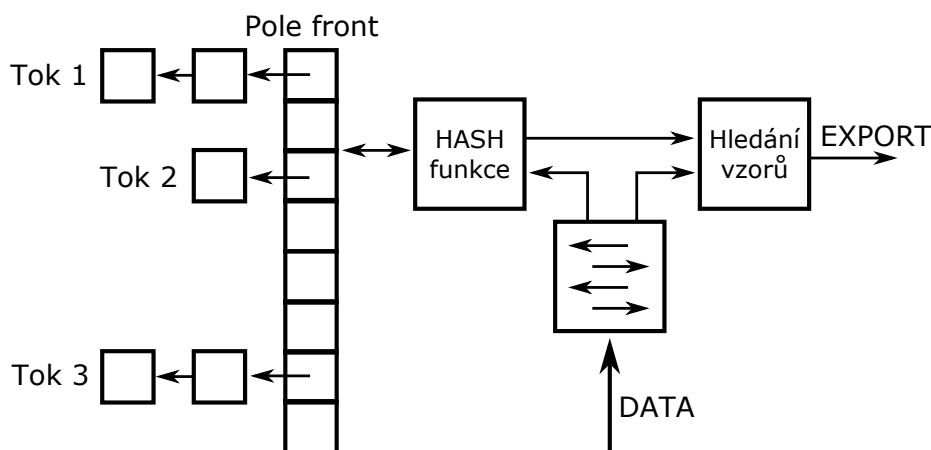 Pole front
Tok 1
HASH
funkce
Hledání
vzorů
EXPORT
Tok 2
Tok 3
DATA